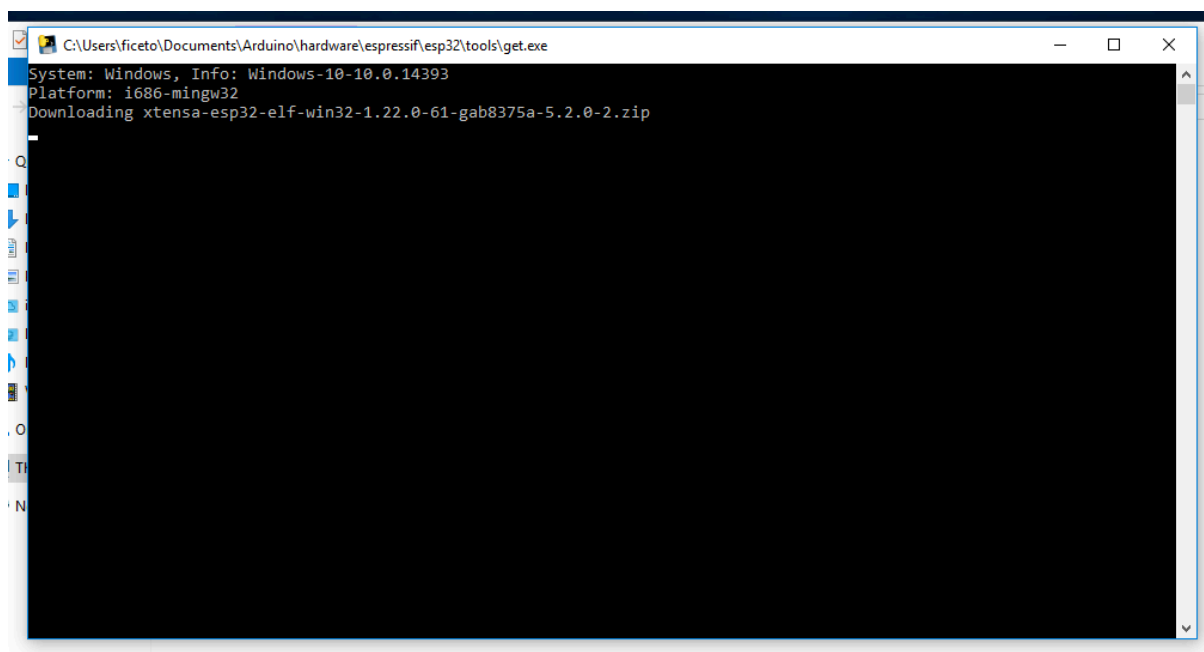 C:\Users\ficeto\Documents\Arduino\hardware\espressif\esp32\tools\get.exe
System: Windows, Info: Windows-10-10.0.14393
Platform: i686-mingw32
Downloading xtensa-esp32-elf-win32-1.22.0-61-gab8375a-5.2.0-2.zip